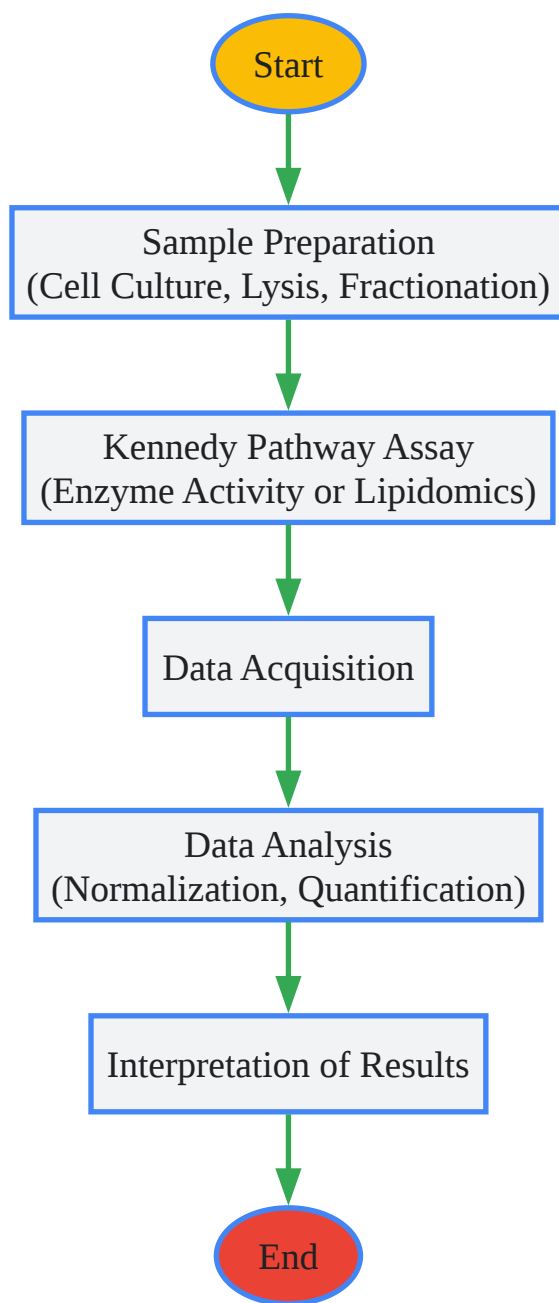 Start
Sample Preparation
(Cell Culture, Lysis, Fractionation)
Kennedy Pathway Assay
(Enzyme Activity or Lipidomics)
Data Acquisition
Data Analysis
(Normalization, Quantification)
Interpretation of Results
End